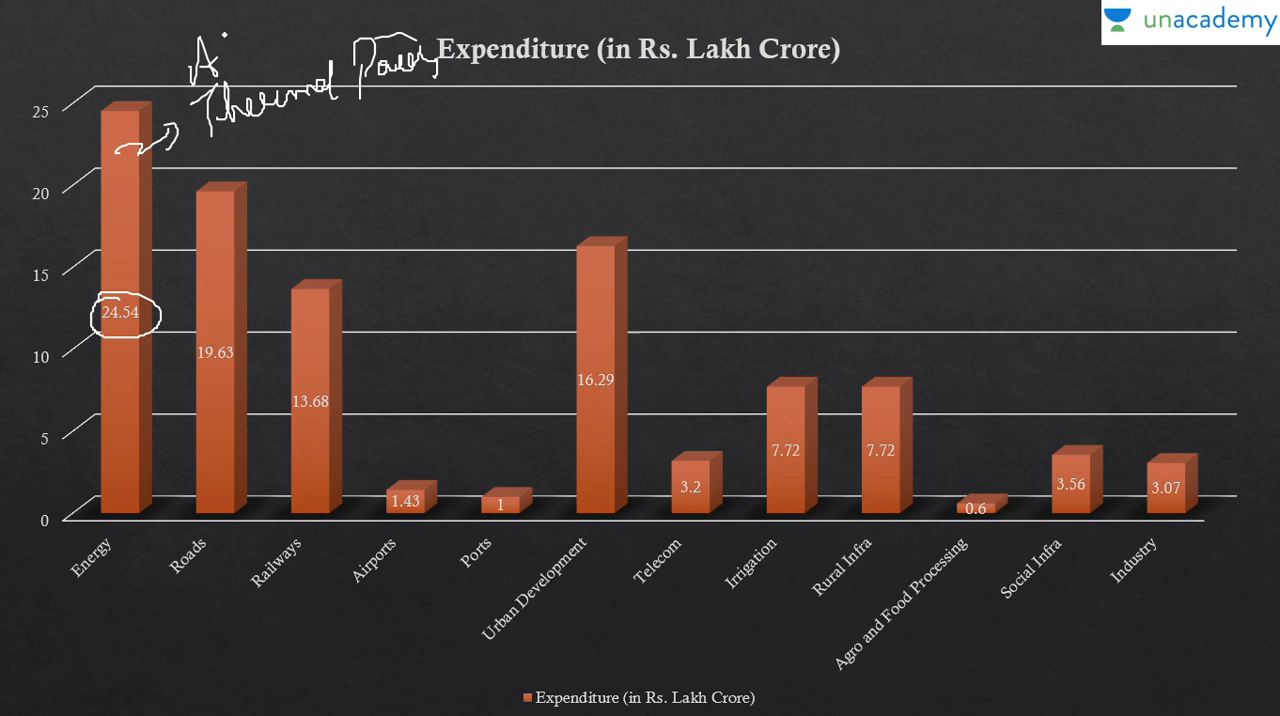 unacademy
Expenditure (in Rs. Lakh Crore)
Thermal Power
25
20
15
10
5
0
24.54
19.63
13.68
1.43
1
16.29
3.2
7.72
7.72
0.6
3.56
3.07
Energy
Roads
Railways
Airports
Ports
Urban Development
Telecom
Irrigation
Rural Infra
Agro and Food Processing
Social Infra
Industry
Expenditure (in Rs. Lakh Crore)